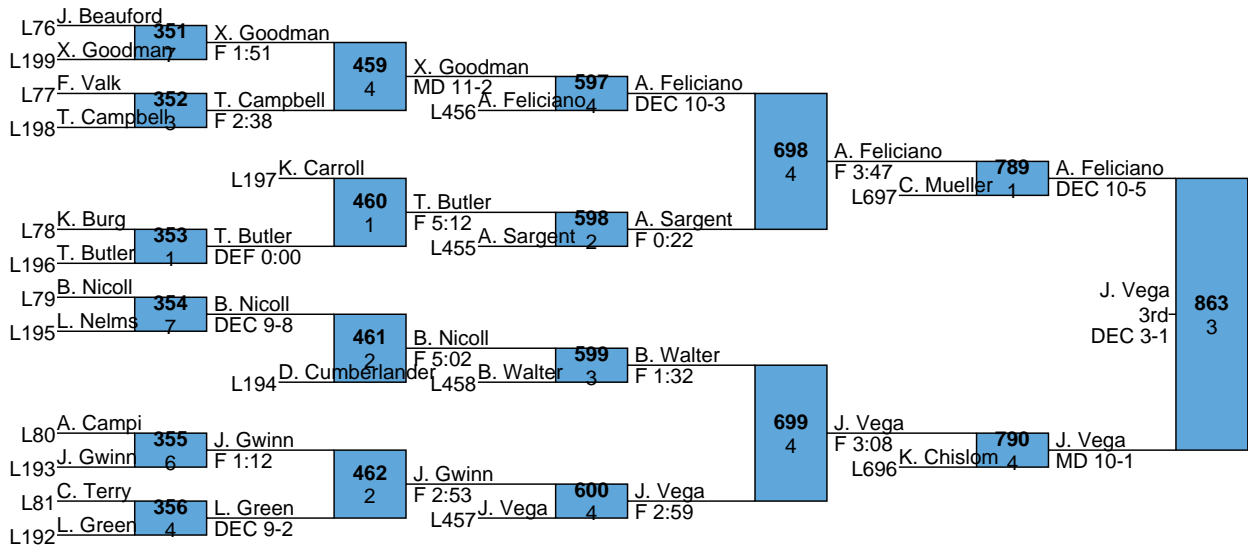 L76 J. Beauford
351
7
L199 X. Goodman
X. Goodman
F 1:51
L77 F. Valk
352
3
L198 T. Campbell
T. Campbell
F 2:38
459
4
X. Goodman
MD 11-2
L456 A. Feliciano
597
4
A. Feliciano
DEC 10-3
L197 K. Carroll
460
1
L78 K. Burg
353
1
L196 T. Butler
T. Butler
DEF 0:00
T. Butler
F 5:12
L455 A. Sargent
598
2
A. Sargent
F 0:22
698
4
A. Feliciano
F 3:47
L697 C. Mueller
789
1
A. Feliciano
DEC 10-5
L79 B. Nicoll
354
7
L195 L. Nelms
B. Nicoll
DEC 9-8
461
2
L194 D. Cumberlander
B. Nicoll
F 5:02
L458 B. Walter
599
3
B. Walter
F 1:32
L80 A. Campi
355
6
L193 J. Gwinn
J. Gwinn
F 1:12
L81 C. Terry
356
4
L192 L. Green
L. Green
DEC 9-2
462
2
J. Gwinn
F 2:53
L457 J. Vega
600
4
J. Vega
F 2:59
699
4
J. Vega
F 3:08
L696 K. Chislom
790
4
J. Vega
MD 10-1
863
3
J. Vega
3rd
DEC 3-1